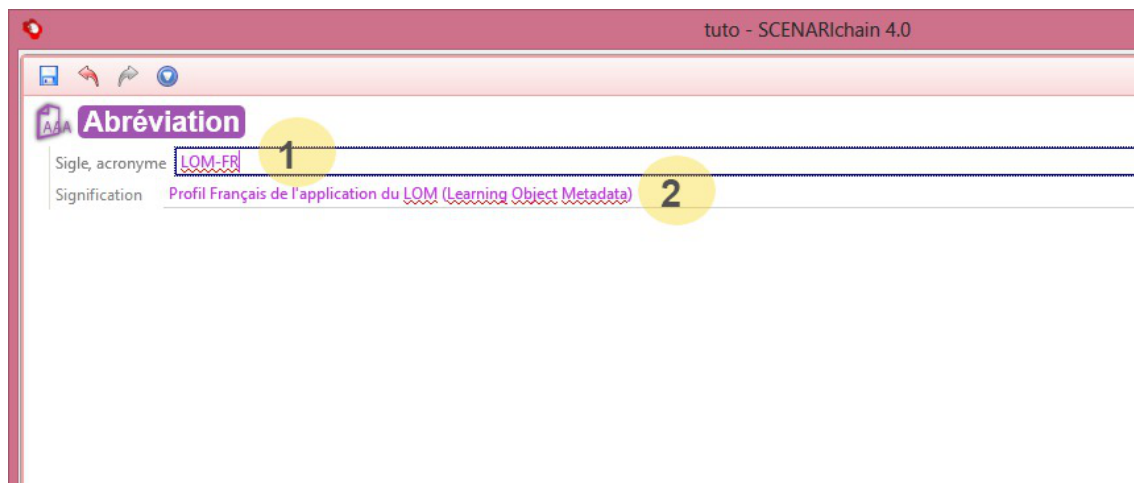 tuto - SCENARIchain 4.0
AAA Abréviation
Sigle, acronyme LOM-FR 1
Signification Profil Français de l'application du LOM (Learning Object Metadata) 2